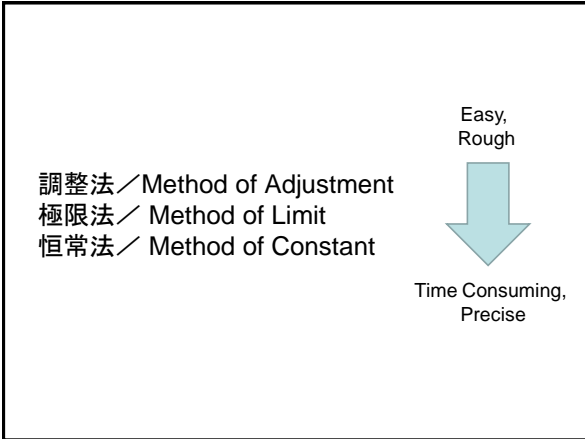 調整法／Method of Adjustment
極限法／ Method of Limit
恒常法／ Method of Constant
Easy,
Rough
Time Consuming,
Precise